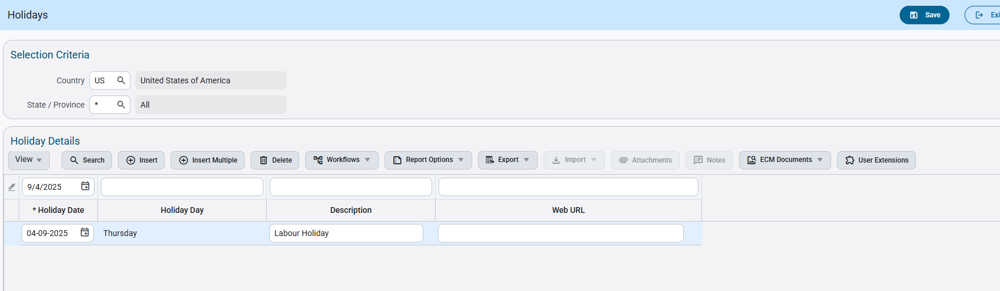 Holidays
Save
Exi
Selection Criteria
Country US United States of America
State / Province * All
Holiday Details
View Search Insert Insert Multiple Delete Workflows Report Options Export Import Attachments Notes ECM Documents User Extensions
9/4/2025
* Holiday Date Holiday Day Description Web URL
04-09-2025 Thursday Labour Holiday